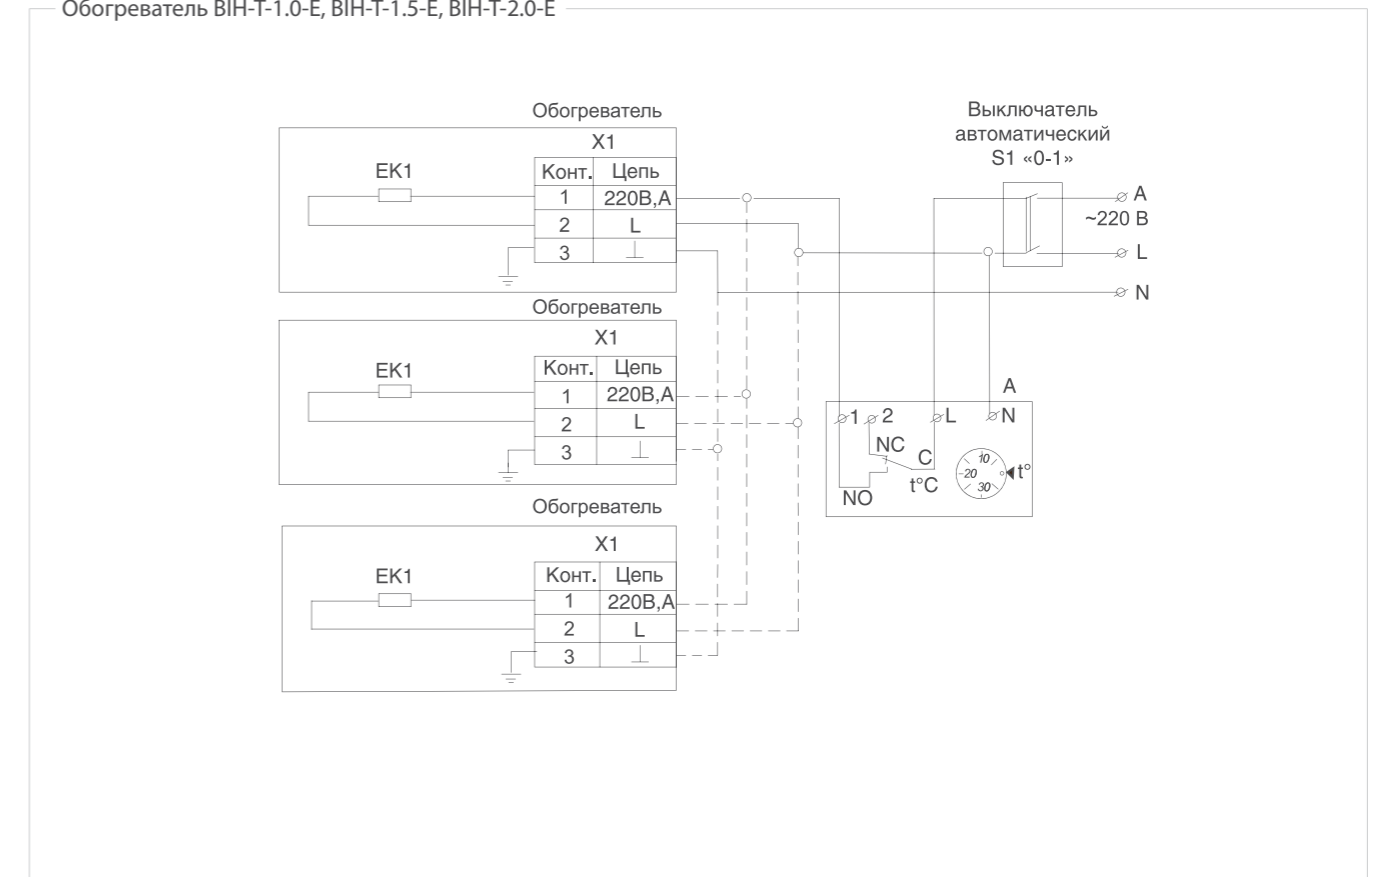 Обогреватель BIH-T-1.0-E, BIH-T-1.5-E, BIH-T-2.0-E
Обогреватель
X1
EK1
Конт. Цепь
1 220В,А
2 L
3 ⊥
Выключатель
автоматический
S1 «0-1»
A
~220 В
L
N
Обогреватель
X1
EK1
Конт. Цепь
1 220В,А
2 L
3 ⊥
A
1 2 L N
NC
C
NO
t°C
10
20
30
t°
Обогреватель
X1
EK1
Конт. Цепь
1 220В,А
2 L
3 ⊥